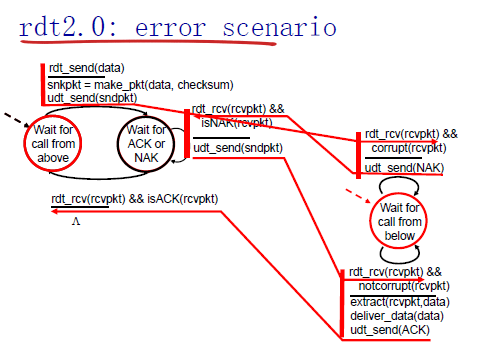 rdt2.0: error scenario
rdt_send(data)
snkpkt = make_pkt(data, checksum)
udt_send(sndpkt)
Wait for
call from
above
Wait for
ACK or
NAK
rdt_rcv(rcvpkt) &&
isNAK(rcvpkt)
udt_send(sndpkt)
rdt_rcv(rcvpkt) && isACK(rcvpkt)
Λ
rdt_rcv(rcvpkt) &&
corrupt(rcvpkt)
udt_send(NAK)
Wait for
call from
below
rdt_rcv(rcvpkt) &&
notcorrupt(rcvpkt)
extract(rcvpkt,data)
deliver_data(data)
udt_send(ACK)